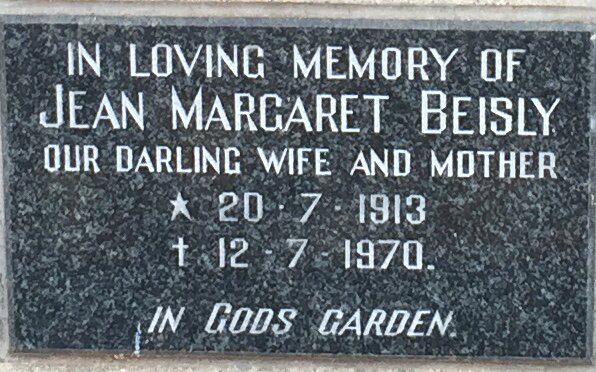 IN LOVING MEMORY OF
JEAN MARGARET BEISLY
OUR DARLING WIFE AND MOTHER
★ 20·7·1913
† 12-7-1970.
IN GODS GARDEN.